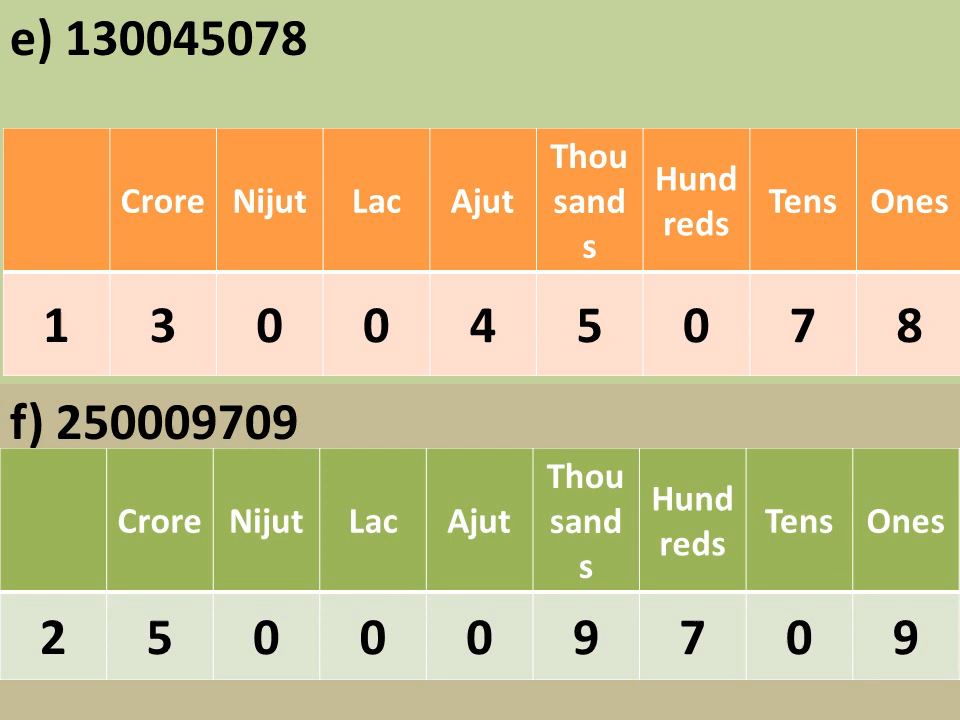 e) 130045078
Crore Nijut Lac Ajut Thou sand s Hund reds Tens Ones
1 3 0 0 4 5 0 7 8
f) 250009709
Crore Nijut Lac Ajut Thou sand s Hund reds Tens Ones
2 5 0 0 0 9 7 0 9